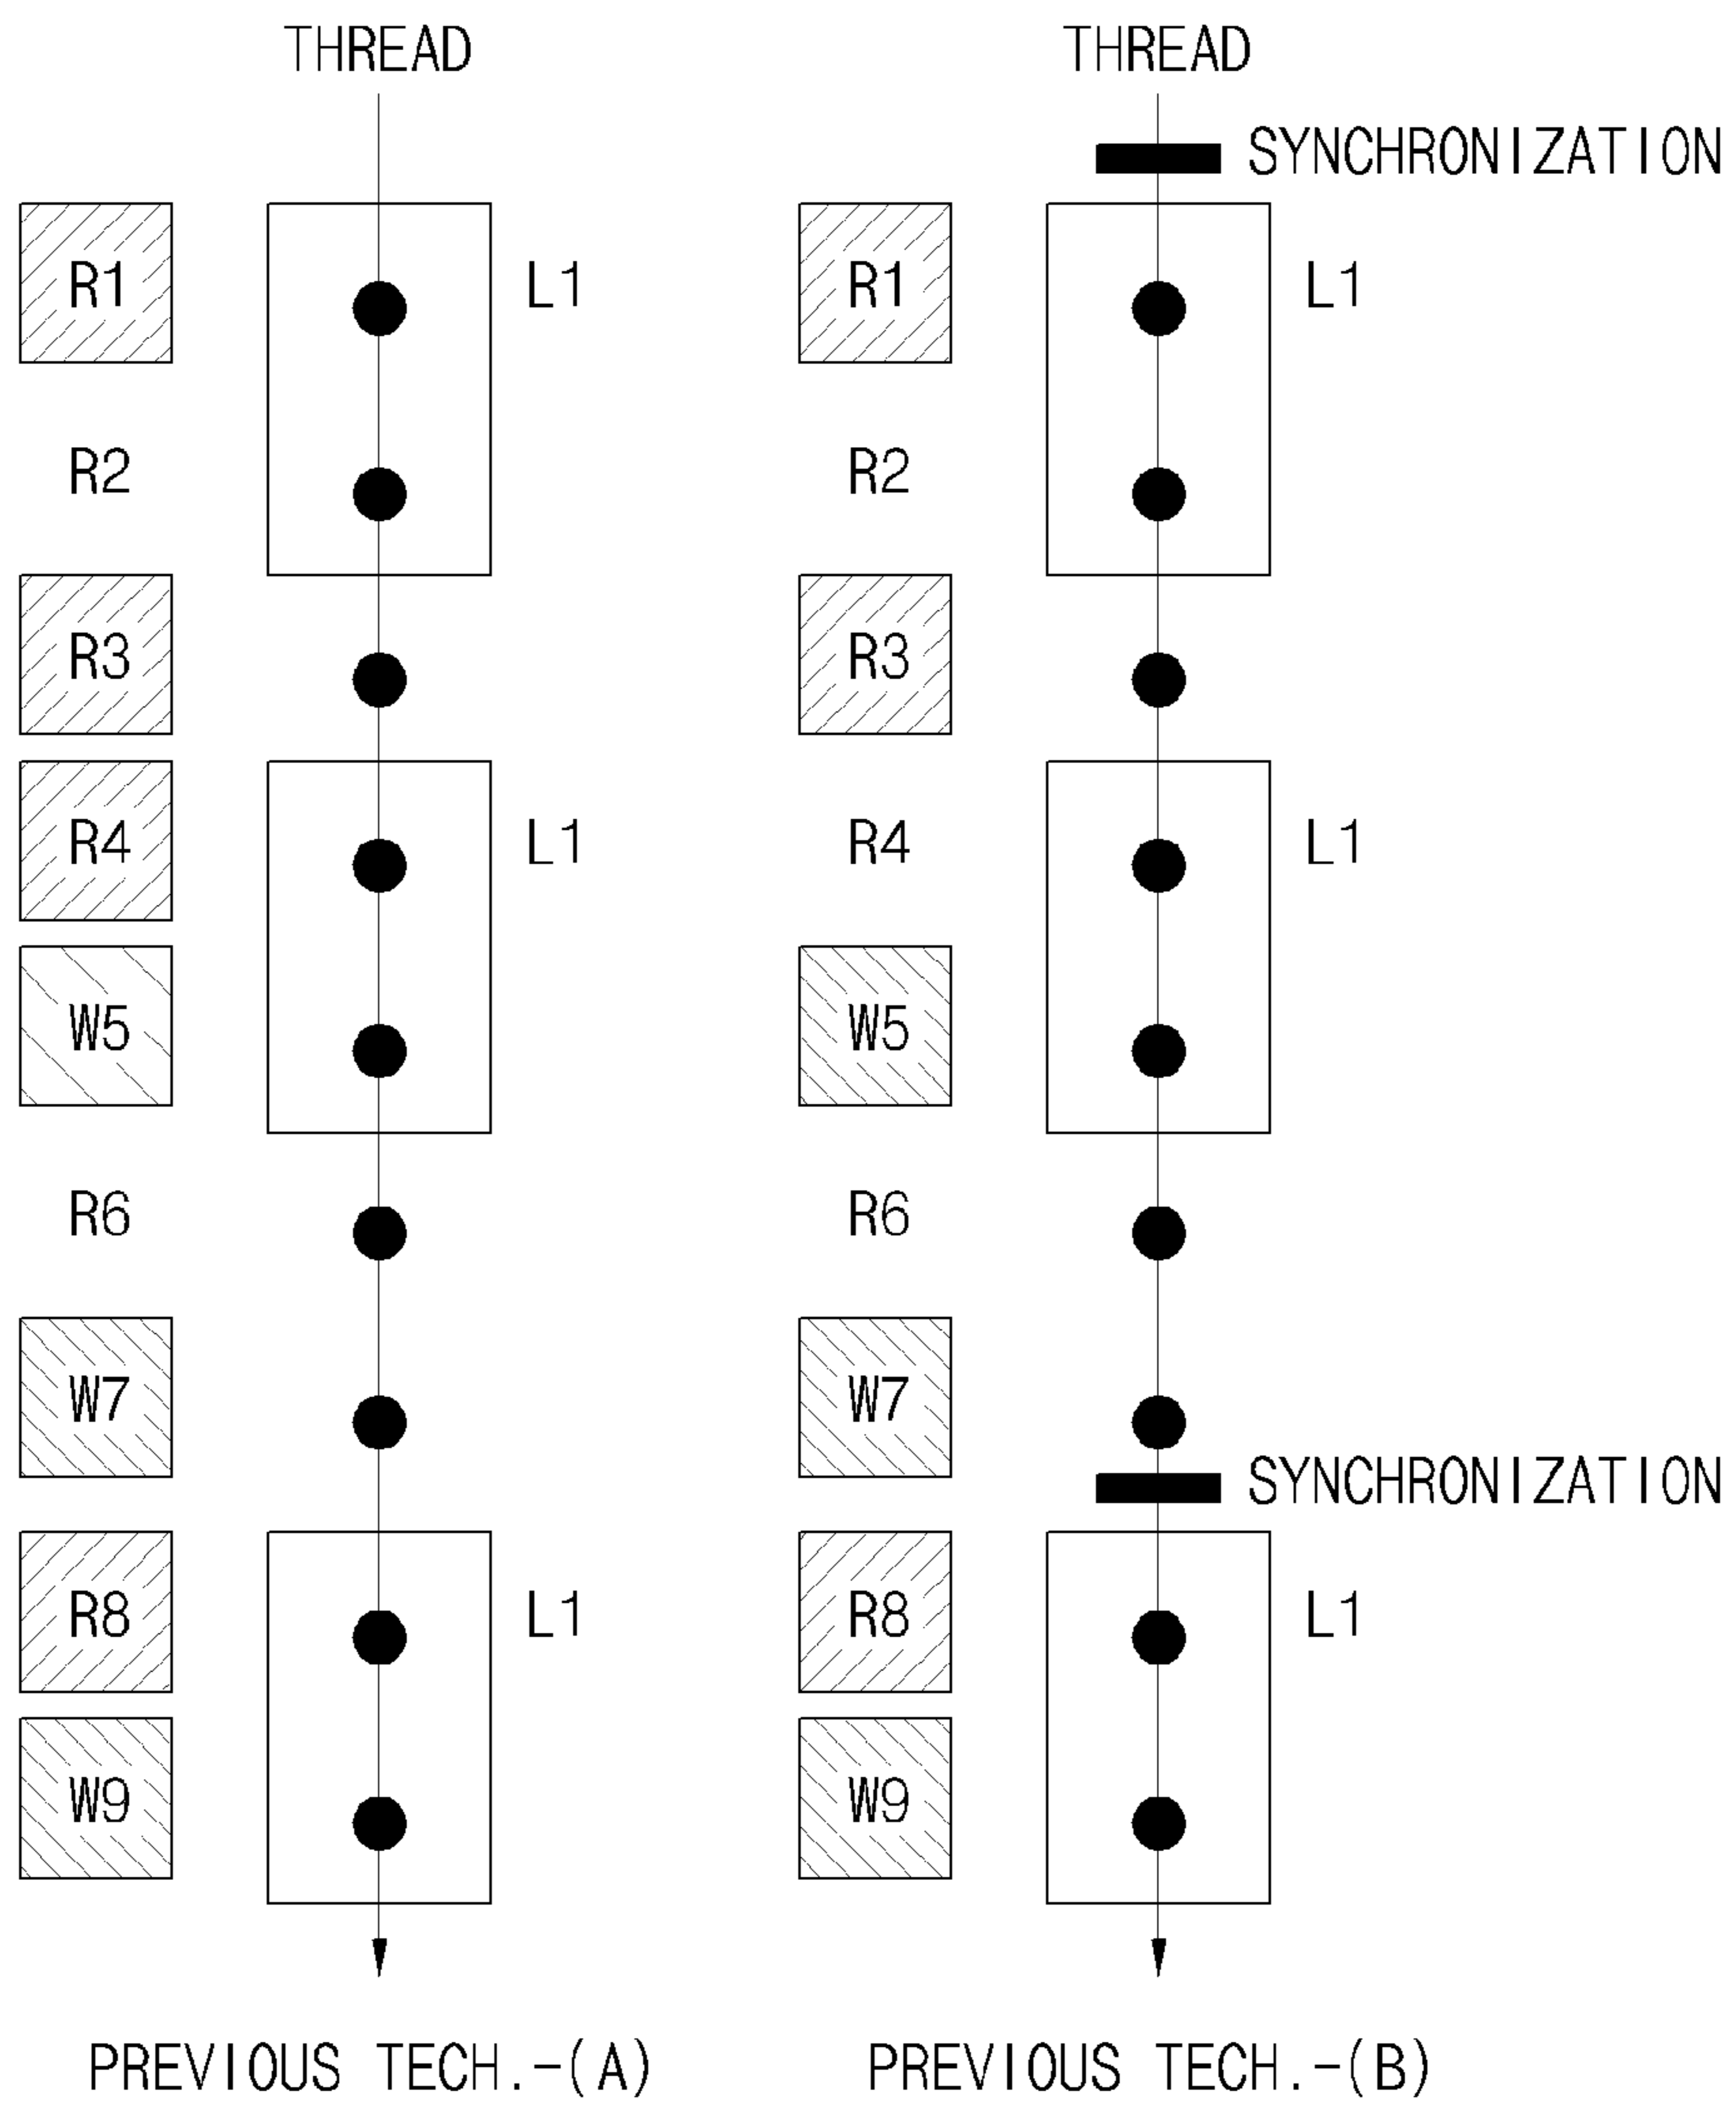 THREAD THREAD
SYNCHRONIZATION
R1 L1 R1 L1
R2 R2
R3 R3
R4 L1 R4 L1
W5 W5
R6 R6
W7 W7
SYNCHRONIZATION
R8 L1 R8 L1
W9 W9
PREVIOUS TECH.-(A) PREVIOUS TECH.-(B)